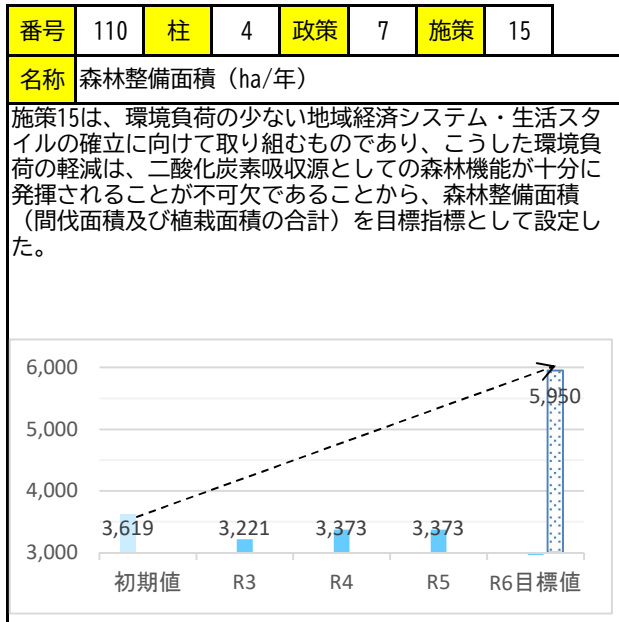 番号 110 柱 4 政策 7 施策 15
名称 森林整備面積（ha/年）
施策15は、環境負荷の少ない地域経済システム・生活スタ
イルの確立に向けて取り組むものであり、こうした環境負
荷の軽減は、二酸化炭素吸収源としての森林機能が十分に
発揮されることが不可欠であることから、森林整備面積
（間伐面積及び植栽面積の合計）を目標指標として設定し
た。
6,000
5,950
5,000
4,000
3,619 3,221 3,373 3,373
3,000
初期値 R3 R4 R5 R6目標値